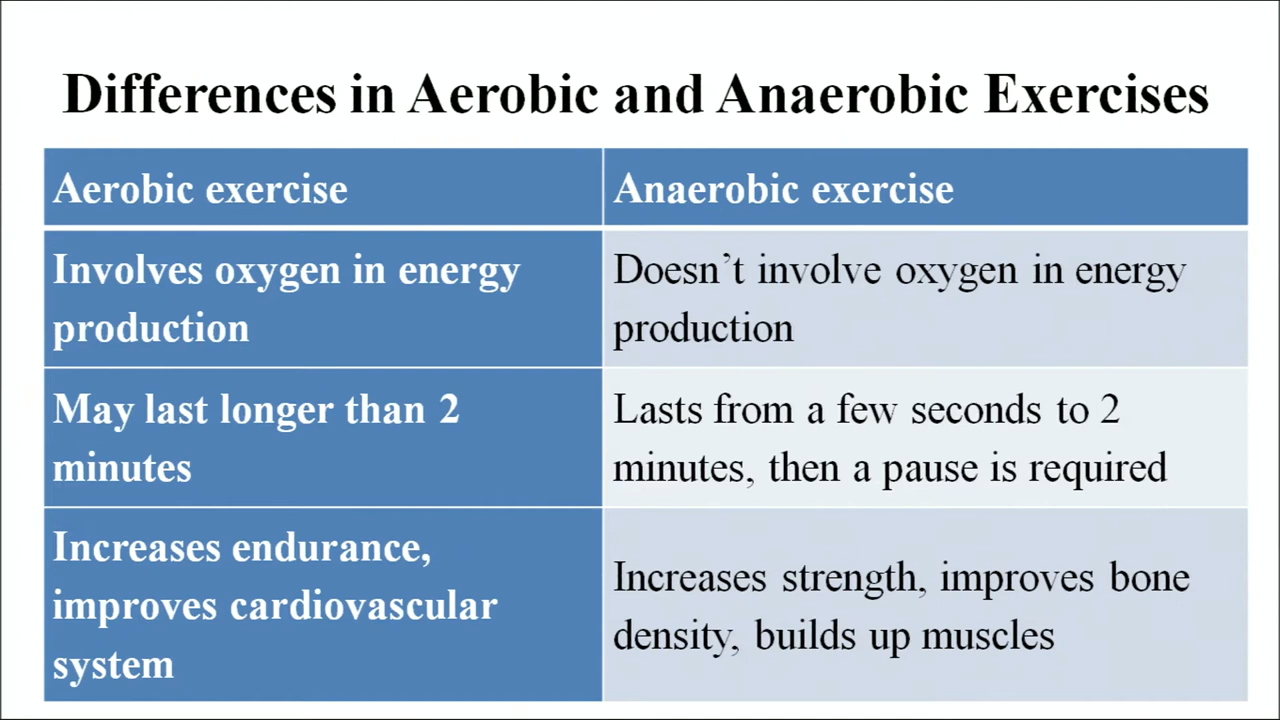 Differences in Aerobic and Anaerobic Exercises
Aerobic exercise
Anaerobic exercise
Involves oxygen in energy
production
Doesn’t involve oxygen in energy
production
May last longer than 2
minutes
Lasts from a few seconds to 2
minutes, then a pause is required
Increases endurance,
improves cardiovascular
system
Increases strength, improves bone
density, builds up muscles